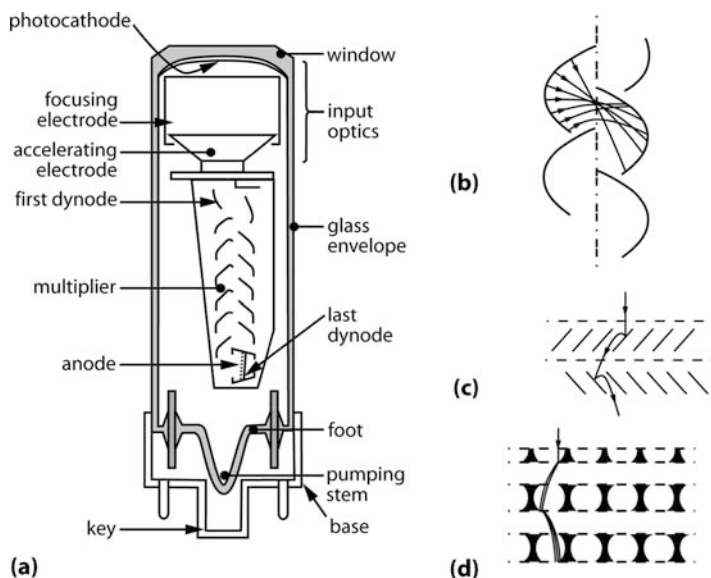 photocathode
window
focusing
electrode
input
optics
accelerating
electrode
first dynode
glass
envelope
multiplier
last
dynode
anode
foot
pumping
stem
base
key
(a)
(b)
(c)
(d)